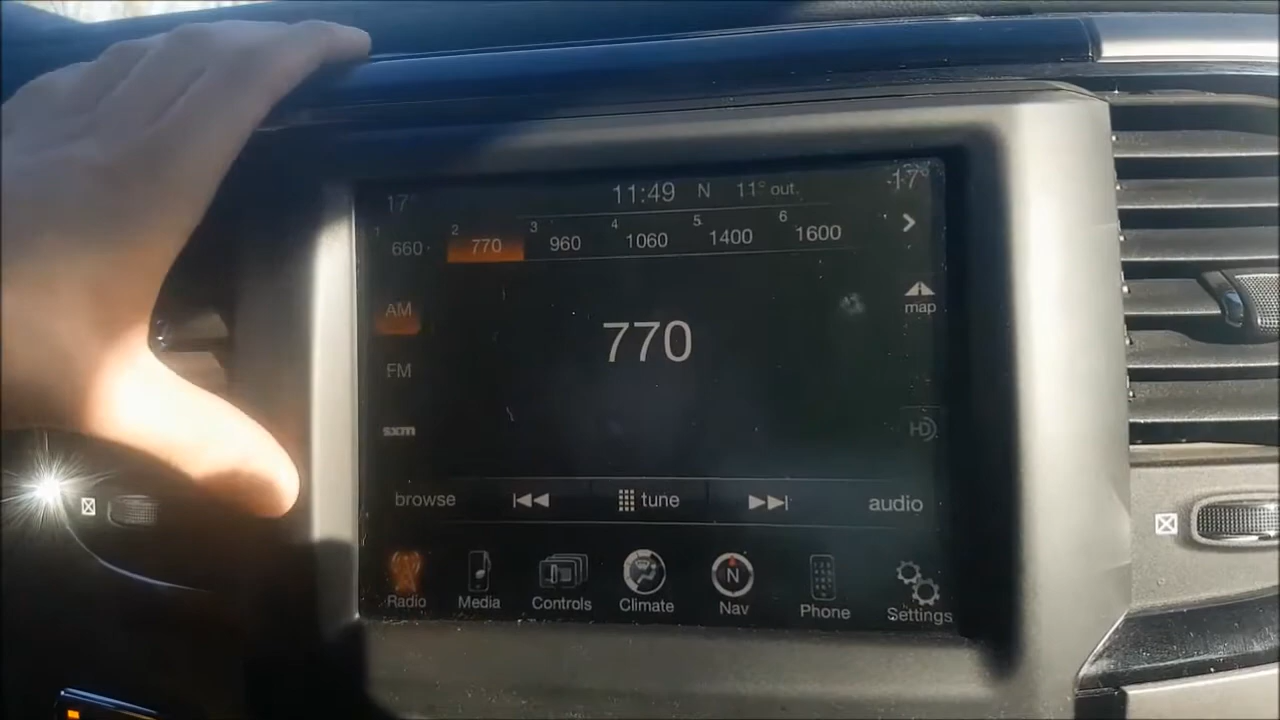 17° 11:49 N 11° out. 17°
1 660 2 770 3 960 4 1060 5 1400 6 1600
AM
map
770
FM
sxm
HD
browse tune audio
Radio Media Controls Climate N Nav Phone Settings